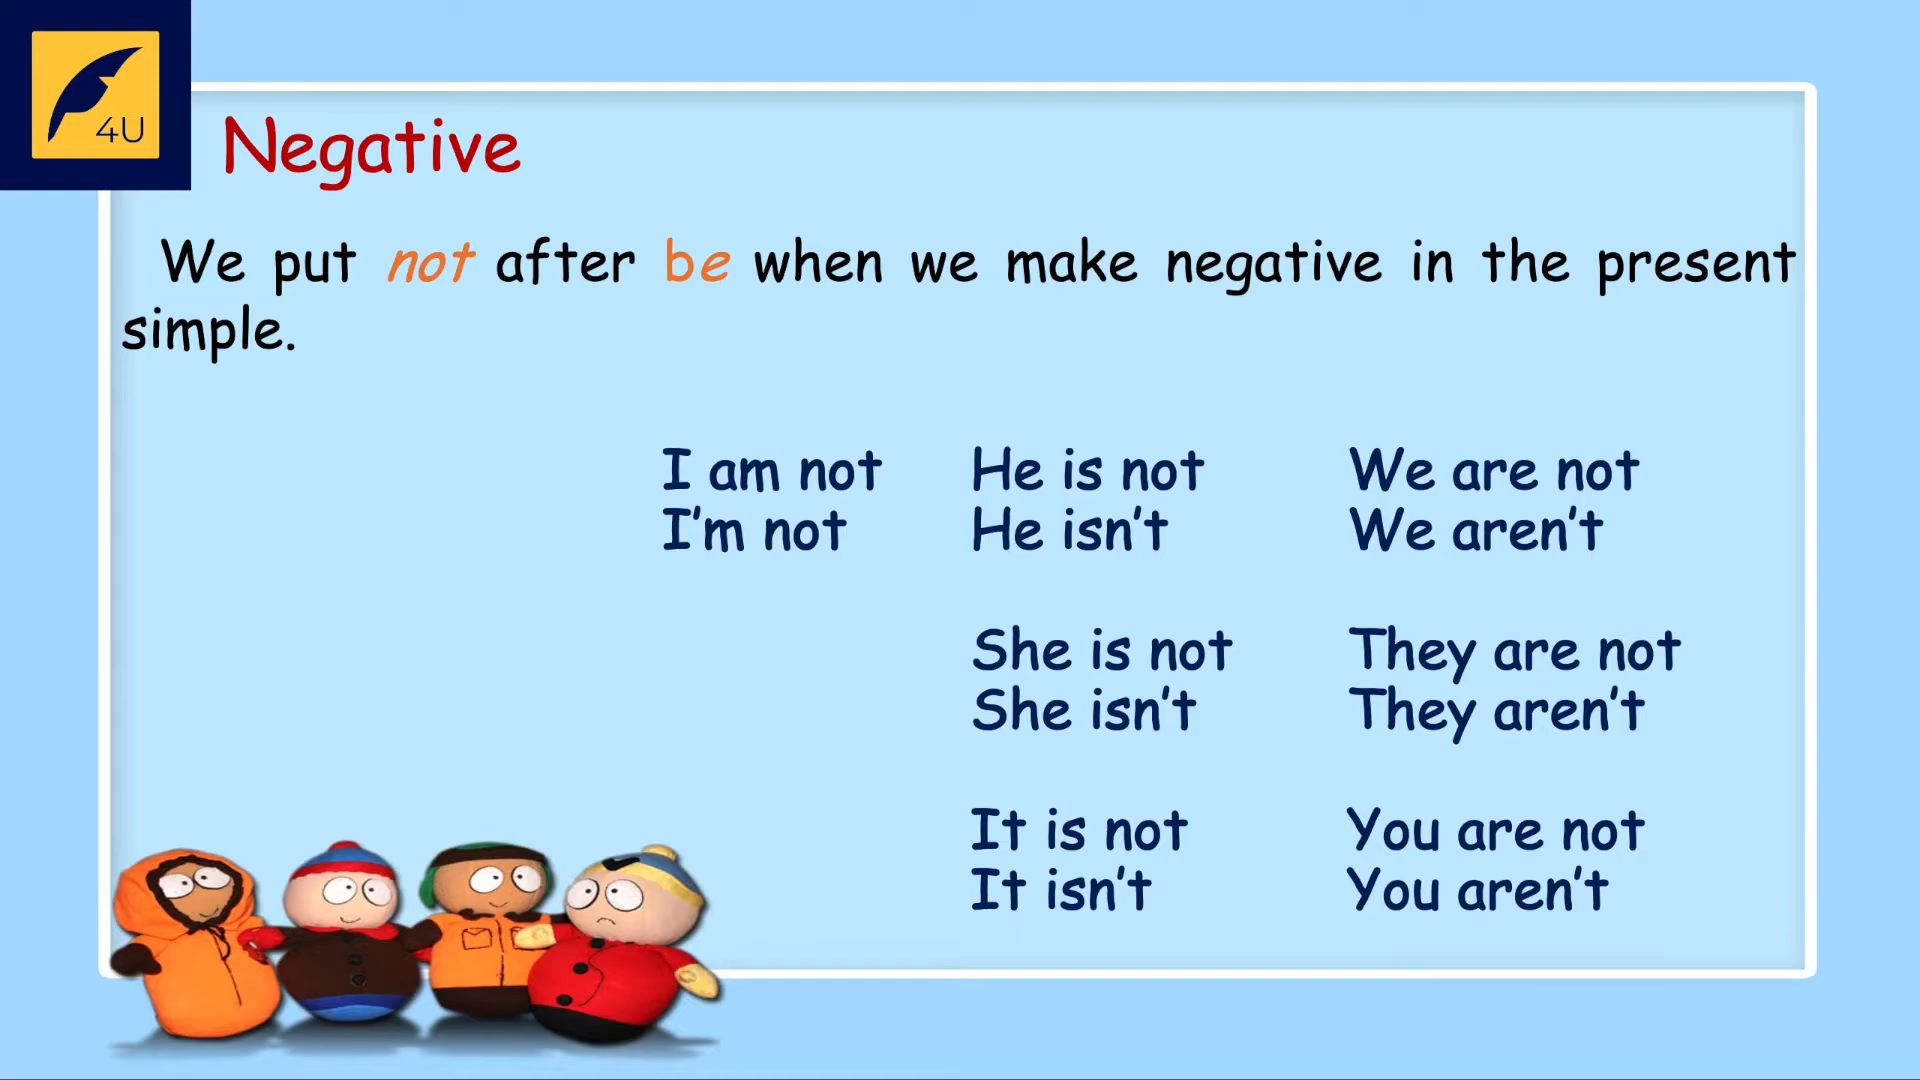 4U
Negative
We put not after be when we make negative in the present
simple.
I am not
I’m not
He is not
He isn’t
We are not
We aren’t
She is not
She isn’t
They are not
They aren’t
It is not
It isn’t
You are not
You aren’t